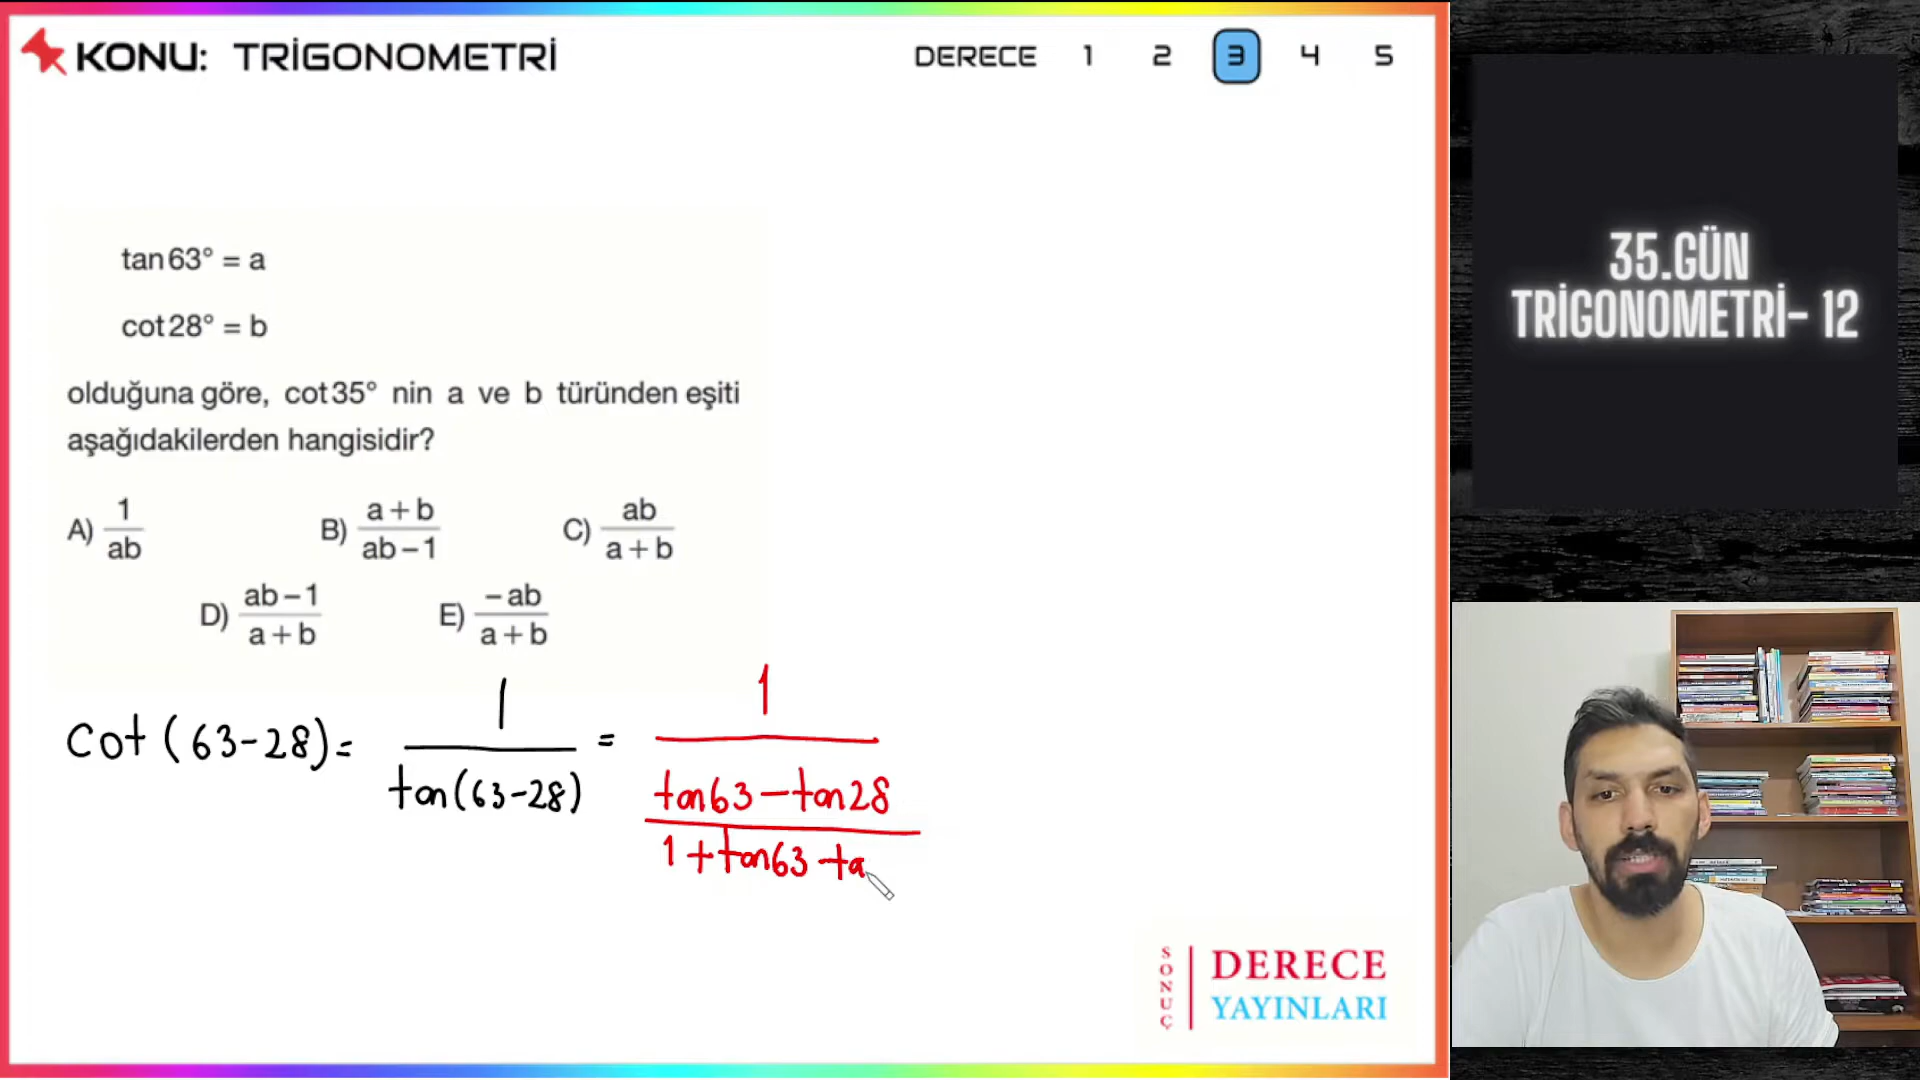 KONU: TRİGONOMETRİ
DERECE 1 2 3 4 5
tan63° = a
cot28° = b
olduğuna göre, cot35° nin a ve b türünden eşiti
aşağıdakilerden hangisidir?
A) 1/ab B) a+b/ab-1 C) ab/a+b
D) ab-1/a+b E) -ab/a+b
cot(63-28) = 1/tan(63-28) = 1/tan63-tan28/1+tan63 ta
SONUÇ
DERECE
YAYINLARI
35.GÜN
TRİGONOMETRİ- 12